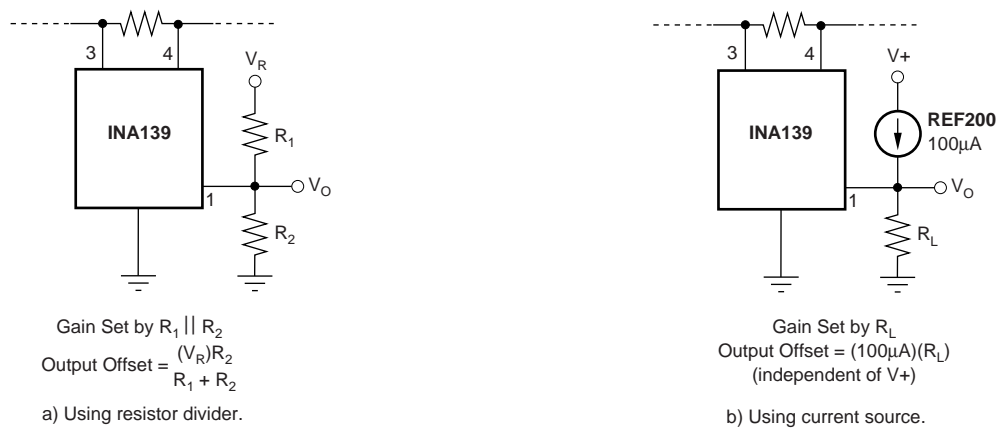 3
4
V_R
INA139
R_1
1
V_O
R_2
Gain Set by R_1 || R_2
Output Offset = (V_R)R_2
R_1 + R_2
a) Using resistor divider.
3
4
V+
INA139
REF200
100µA
1
V_O
R_L
Gain Set by R_L
Output Offset = (100µA)(R_L)
(independent of V+)
b) Using current source.